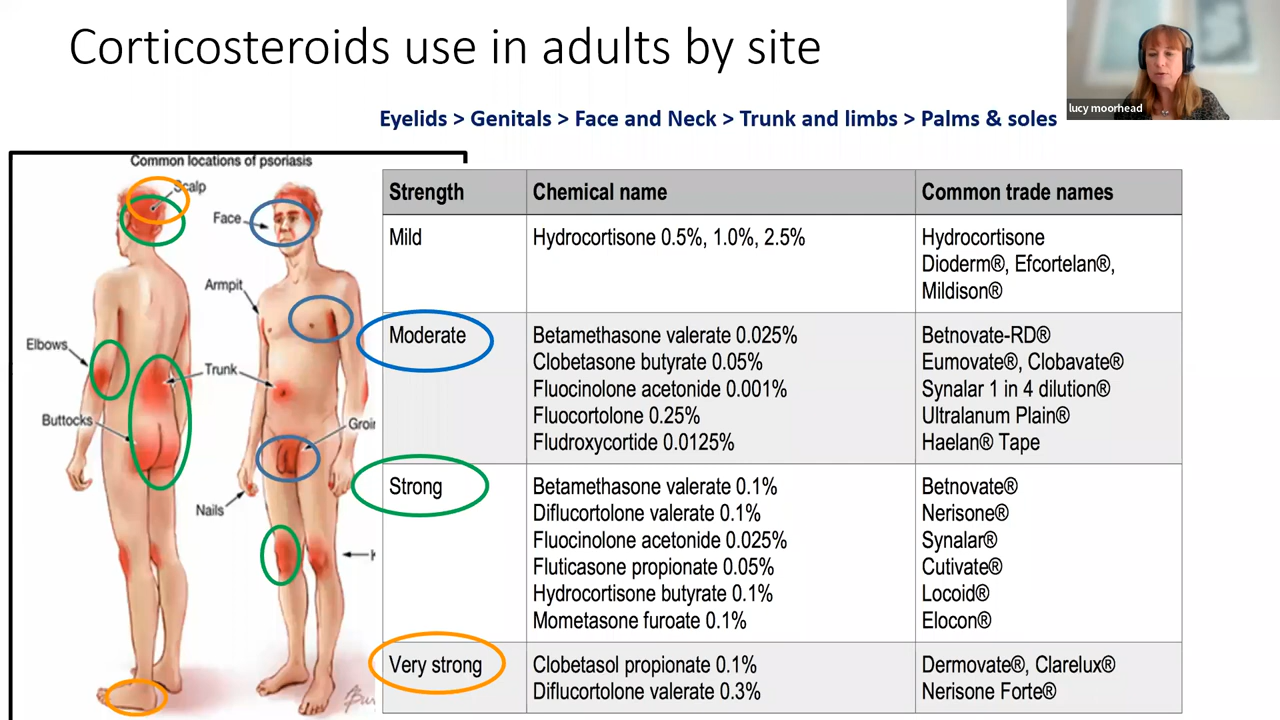 Corticosteroids use in adults by site
lucy moorhead
Eyelids > Genitals > Face and Neck > Trunk and limbs > Palms & soles
Common locations of psoriasis
Scalp
Face
Armpit
Elbows
Trunk
Buttocks
Groin
Nails
Strength Chemical name Common trade names
Mild Hydrocortisone 0.5%, 1.0%, 2.5% Hydrocortisone
Dioderm®, Efcortelan®,
Mildison®
Moderate Betamethasone valerate 0.025% Betnovate-RD®
Clobetasone butyrate 0.05% Eumovate®, Clobavate®
Fluocinolone acetonide 0.001% Synalar 1 in 4 dilution®
Fluocortolone 0.25% Ultralanum Plain®
Fludroxycortide 0.0125% Haelan® Tape
Strong Betamethasone valerate 0.1% Betnovate®
Diflucortolone valerate 0.1% Nerisone®
Fluocinolone acetonide 0.025% Synalar®
Fluticasone propionate 0.05% Cutivate®
Hydrocortisone butyrate 0.1% Locoid®
Mometasone furoate 0.1% Elocon®
Very strong Clobetasol propionate 0.1% Dermovate®, Clarelux®
Diflucortolone valerate 0.3% Nerisone Forte®